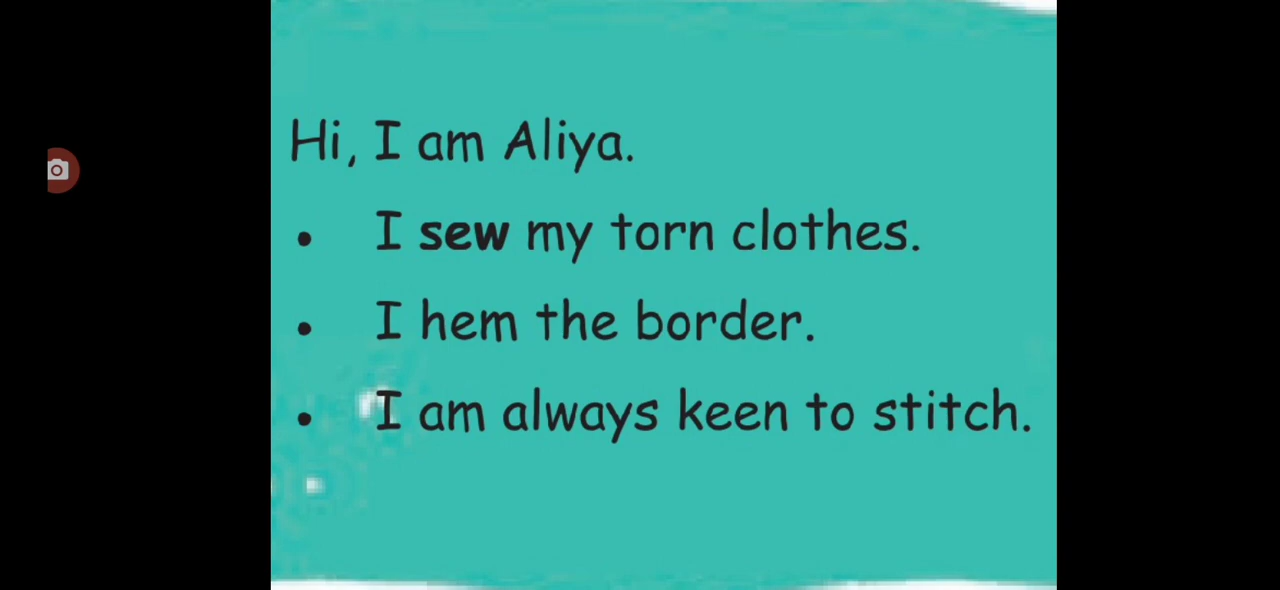 Hi, I am Aliya.
• I sew my torn clothes.
• I hem the border.
• I am always keen to stitch.